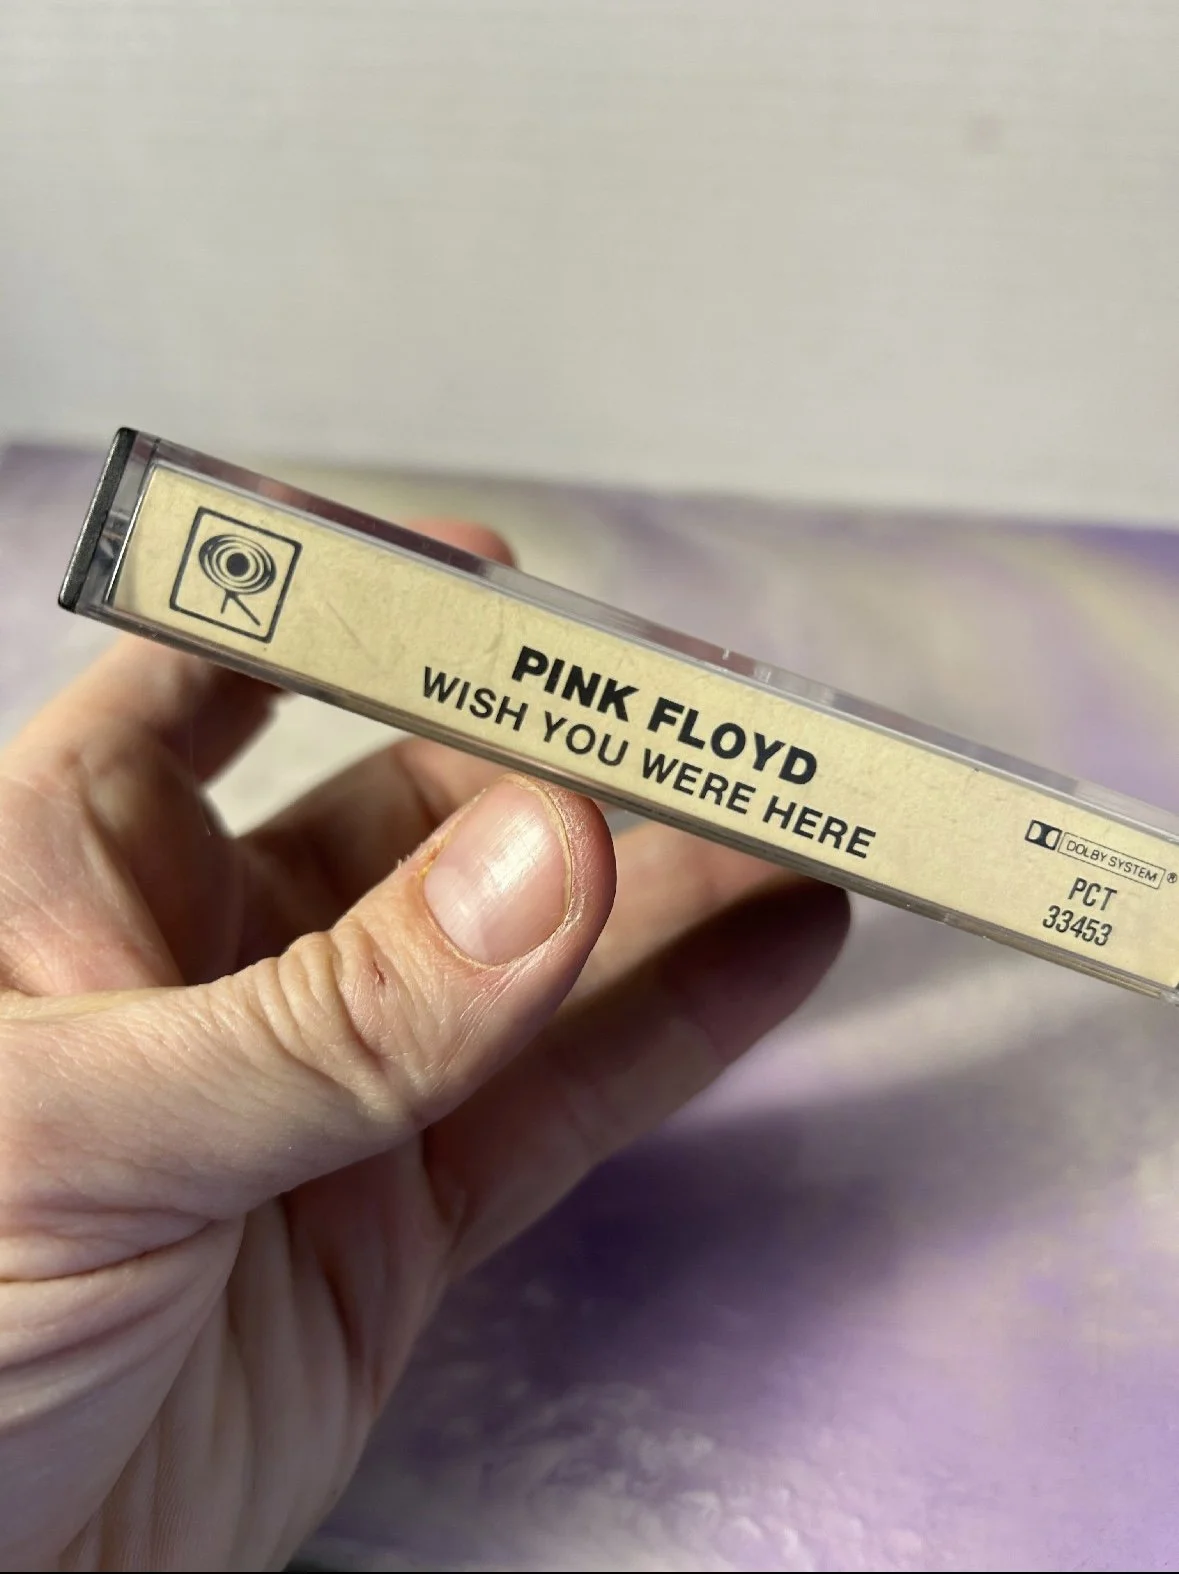 PINK FLOYD
WISH YOU WERE HERE
DOLBY SYSTEM ®
PCT
33453